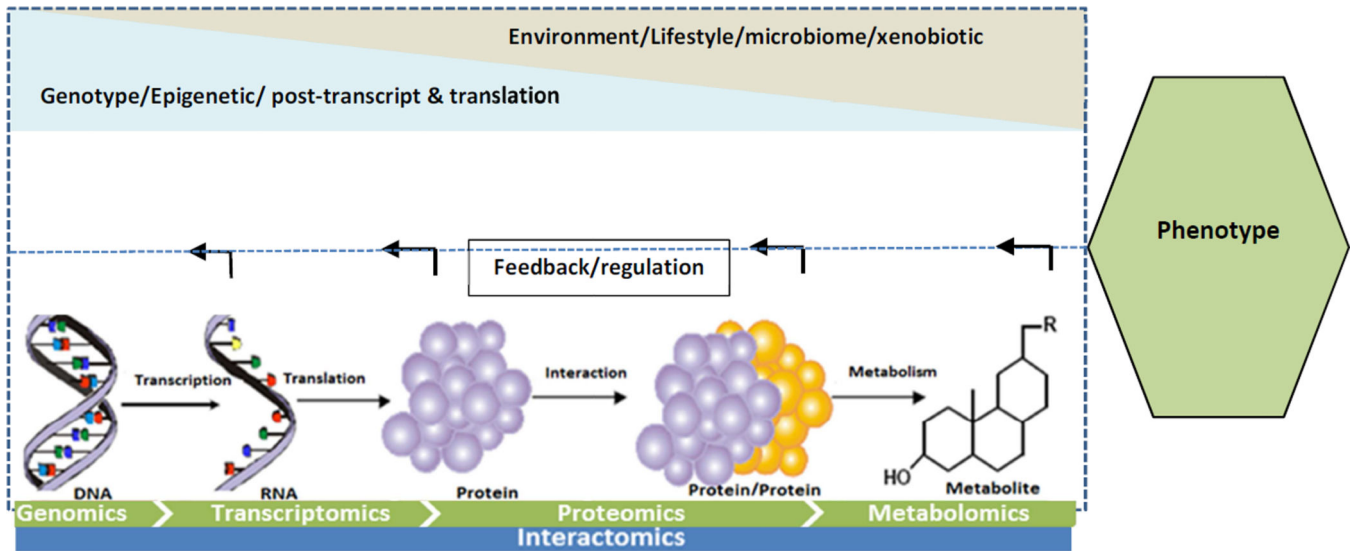 Environment/Lifestyle/microbiome/xenobiotic
Genotype/Epigenetic/ post-transcript & translation
Phenotype
Feedback/regulation
Transcription
Translation
Interaction
Metabolism
R
HO
DNA
RNA
Protein
Protein/Protein
Metabolite
Genomics
Transcriptomics
Proteomics
Metabolomics
Interactomics